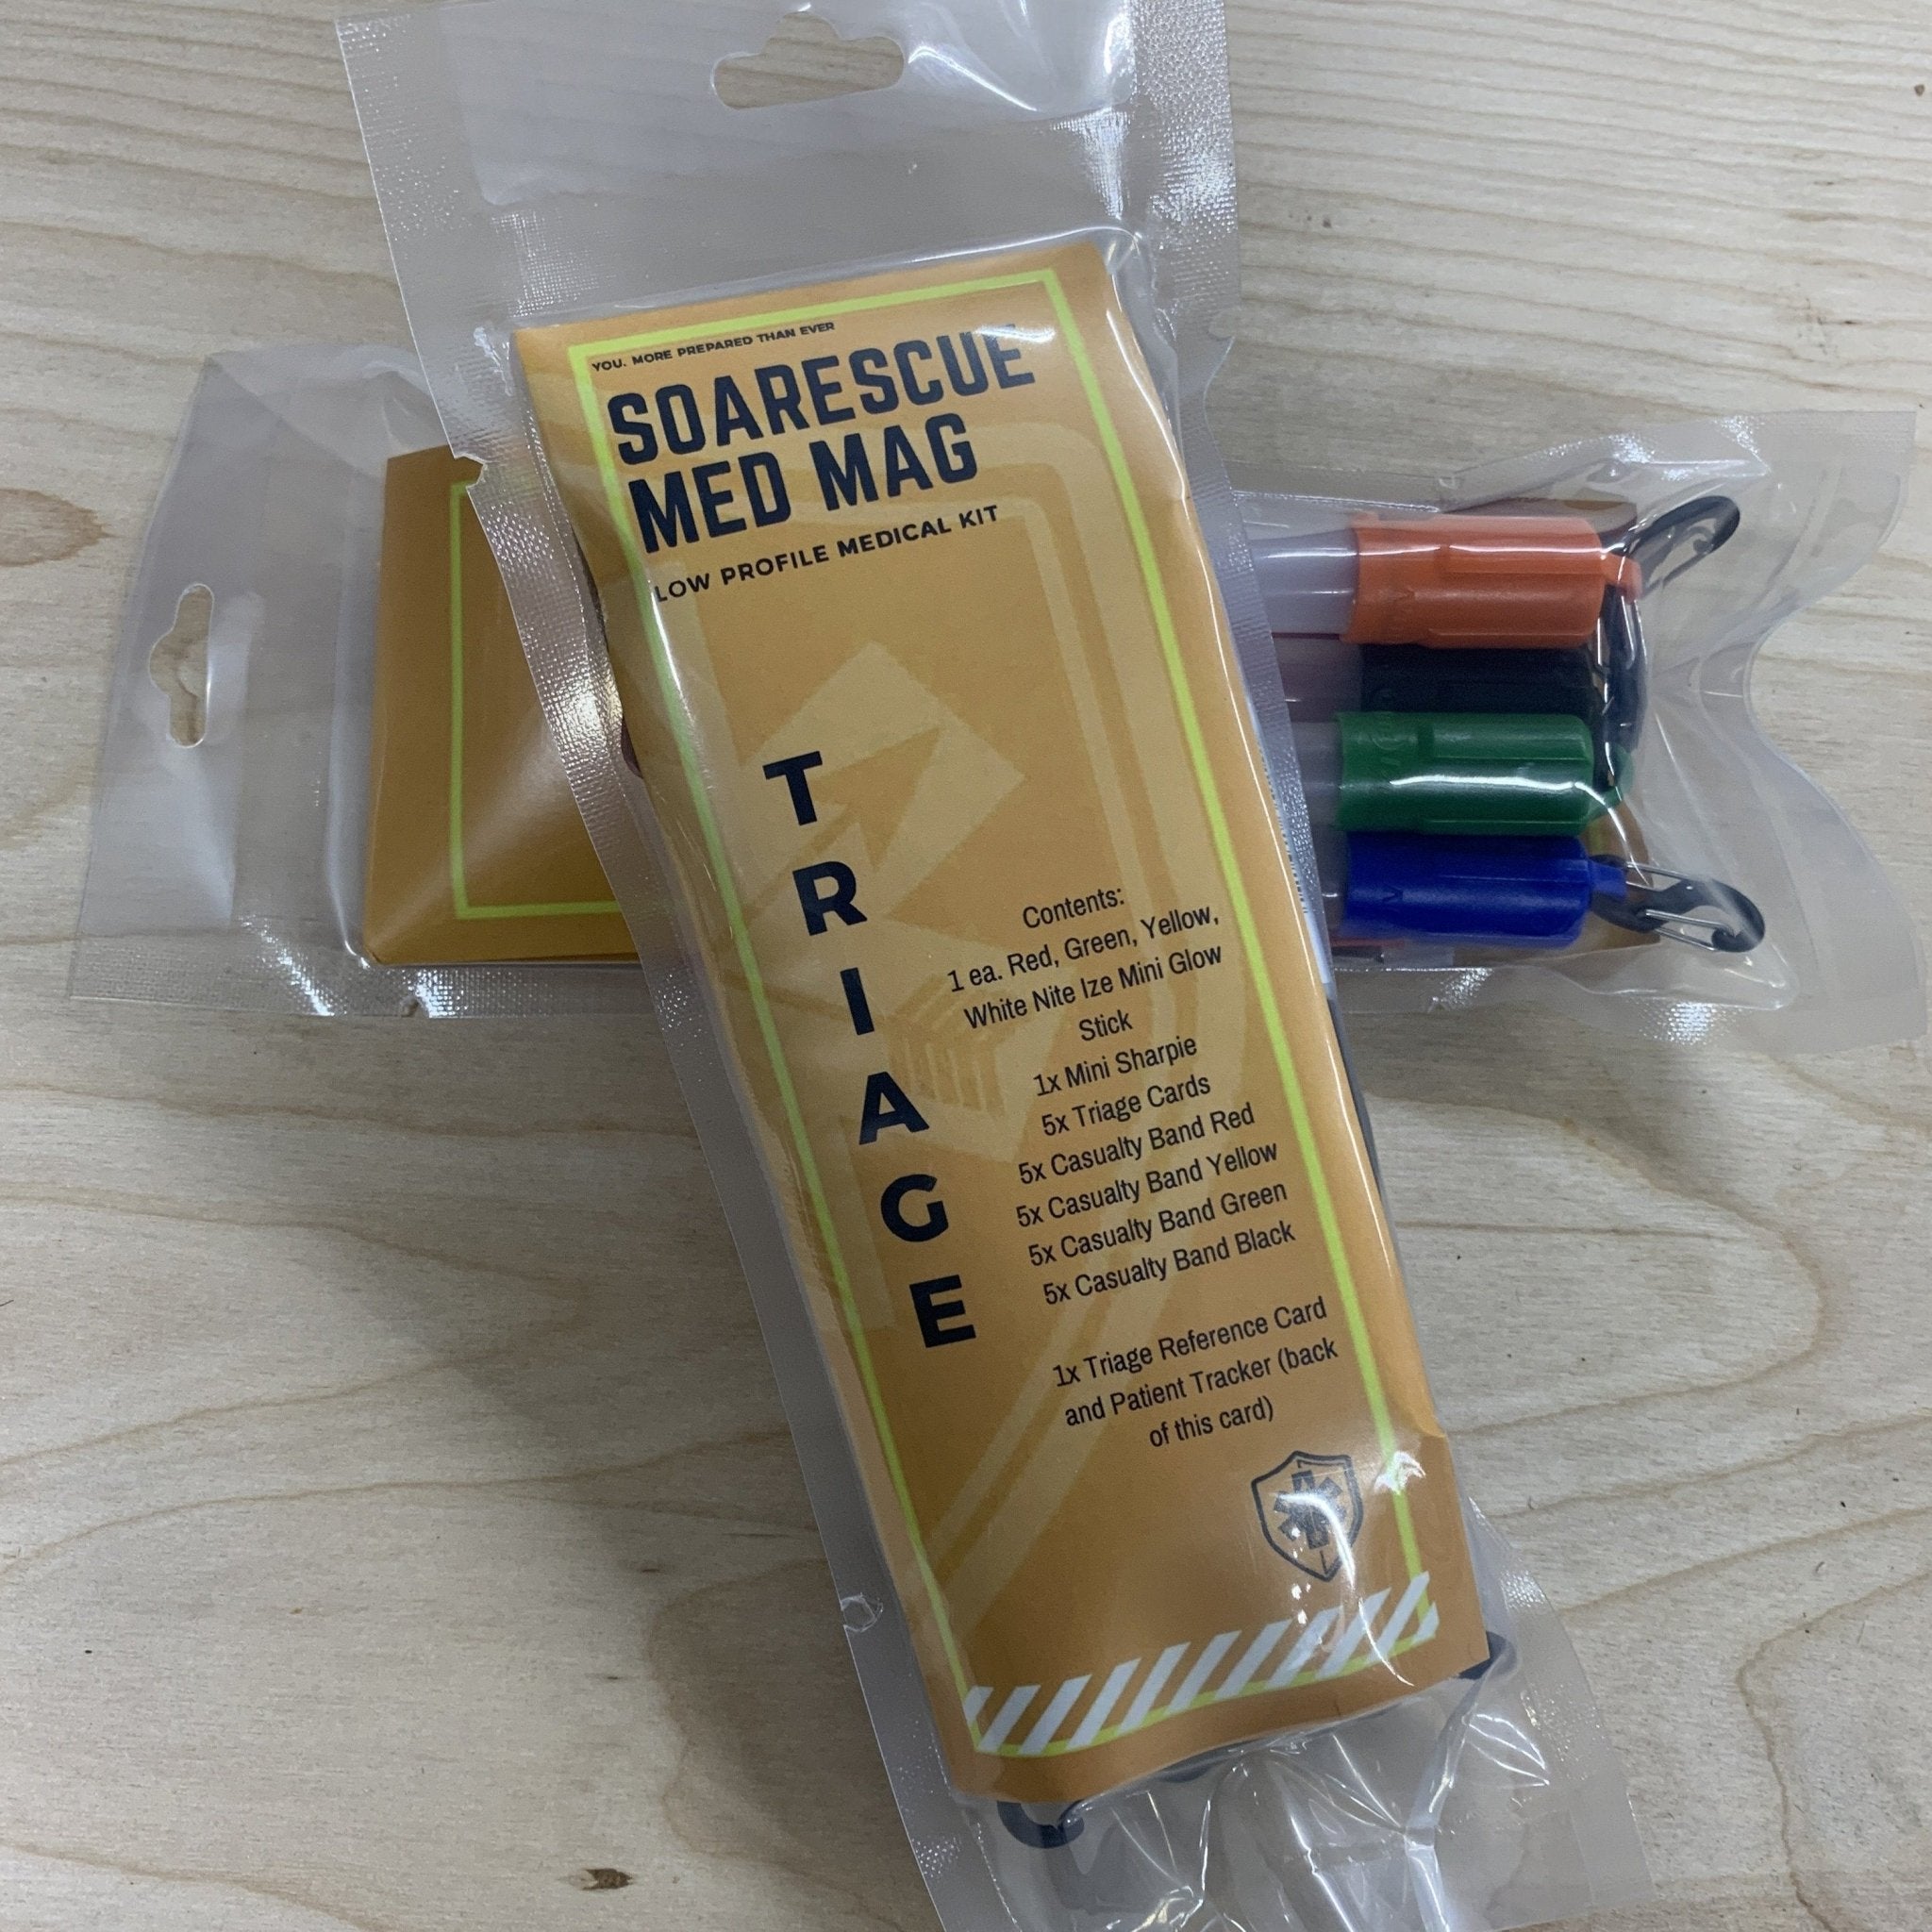 YOU. MORE PREPARED THAN EVER
SOARESCUE
MED MAG
LOW PROFILE MEDICAL KIT
TRIAGE
Contents:
1 ea. Red, Green, Yellow,
White Nite Ize Mini Glow
Stick
1x Mini Sharpie
5x Triage Cards
5x Casualty Band Red
5x Casualty Band Yellow
5x Casualty Band Green
5x Casualty Band Black
1x Triage Reference Card
and Patient Tracker (back
of this card)